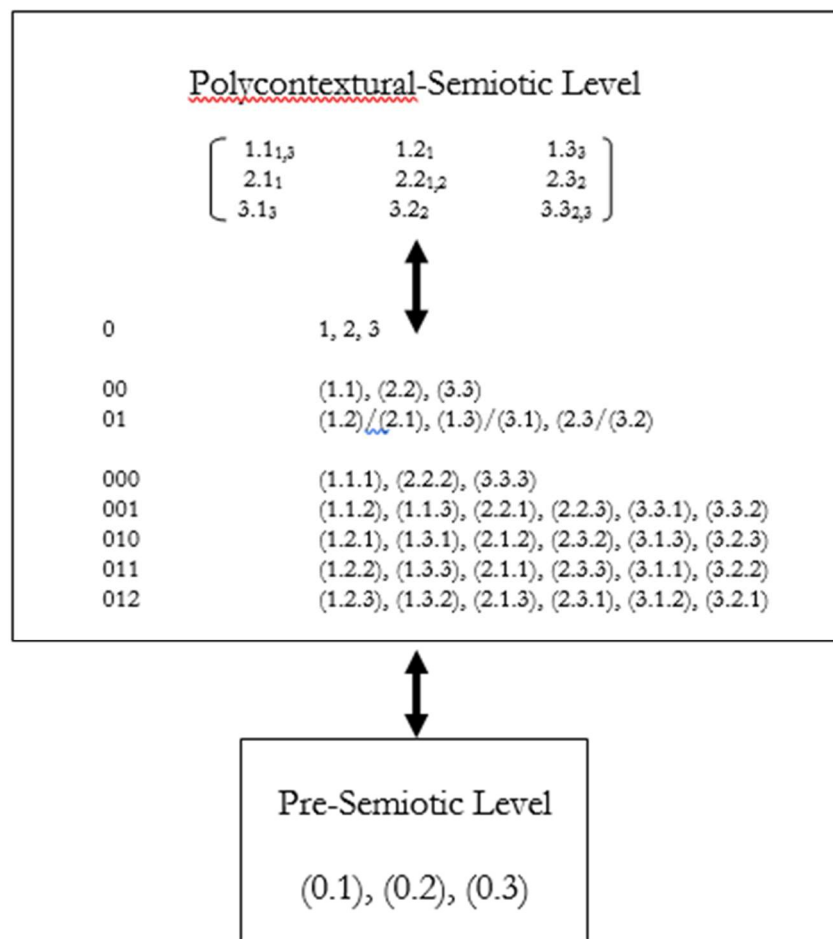 Polycontextural-Semiotic Level
1.1₁,₃ 1.2₁ 1.3₃
2.1₁ 2.2₁,₂ 2.3₂
3.1₃ 3.2₂ 3.3₂,₃
0 1, 2, 3
00 (1.1), (2.2), (3.3)
01 (1.2)/(2.1), (1.3)/(3.1), (2.3/(3.2)
000 (1.1.1), (2.2.2), (3.3.3)
001 (1.1.2), (1.1.3), (2.2.1), (2.2.3), (3.3.1), (3.3.2)
010 (1.2.1), (1.3.1), (2.1.2), (2.3.2), (3.1.3), (3.2.3)
011 (1.2.2), (1.3.3), (2.1.1), (2.3.3), (3.1.1), (3.2.2)
012 (1.2.3), (1.3.2), (2.1.3), (2.3.1), (3.1.2), (3.2.1)
Pre-Semiotic Level
(0.1), (0.2), (0.3)